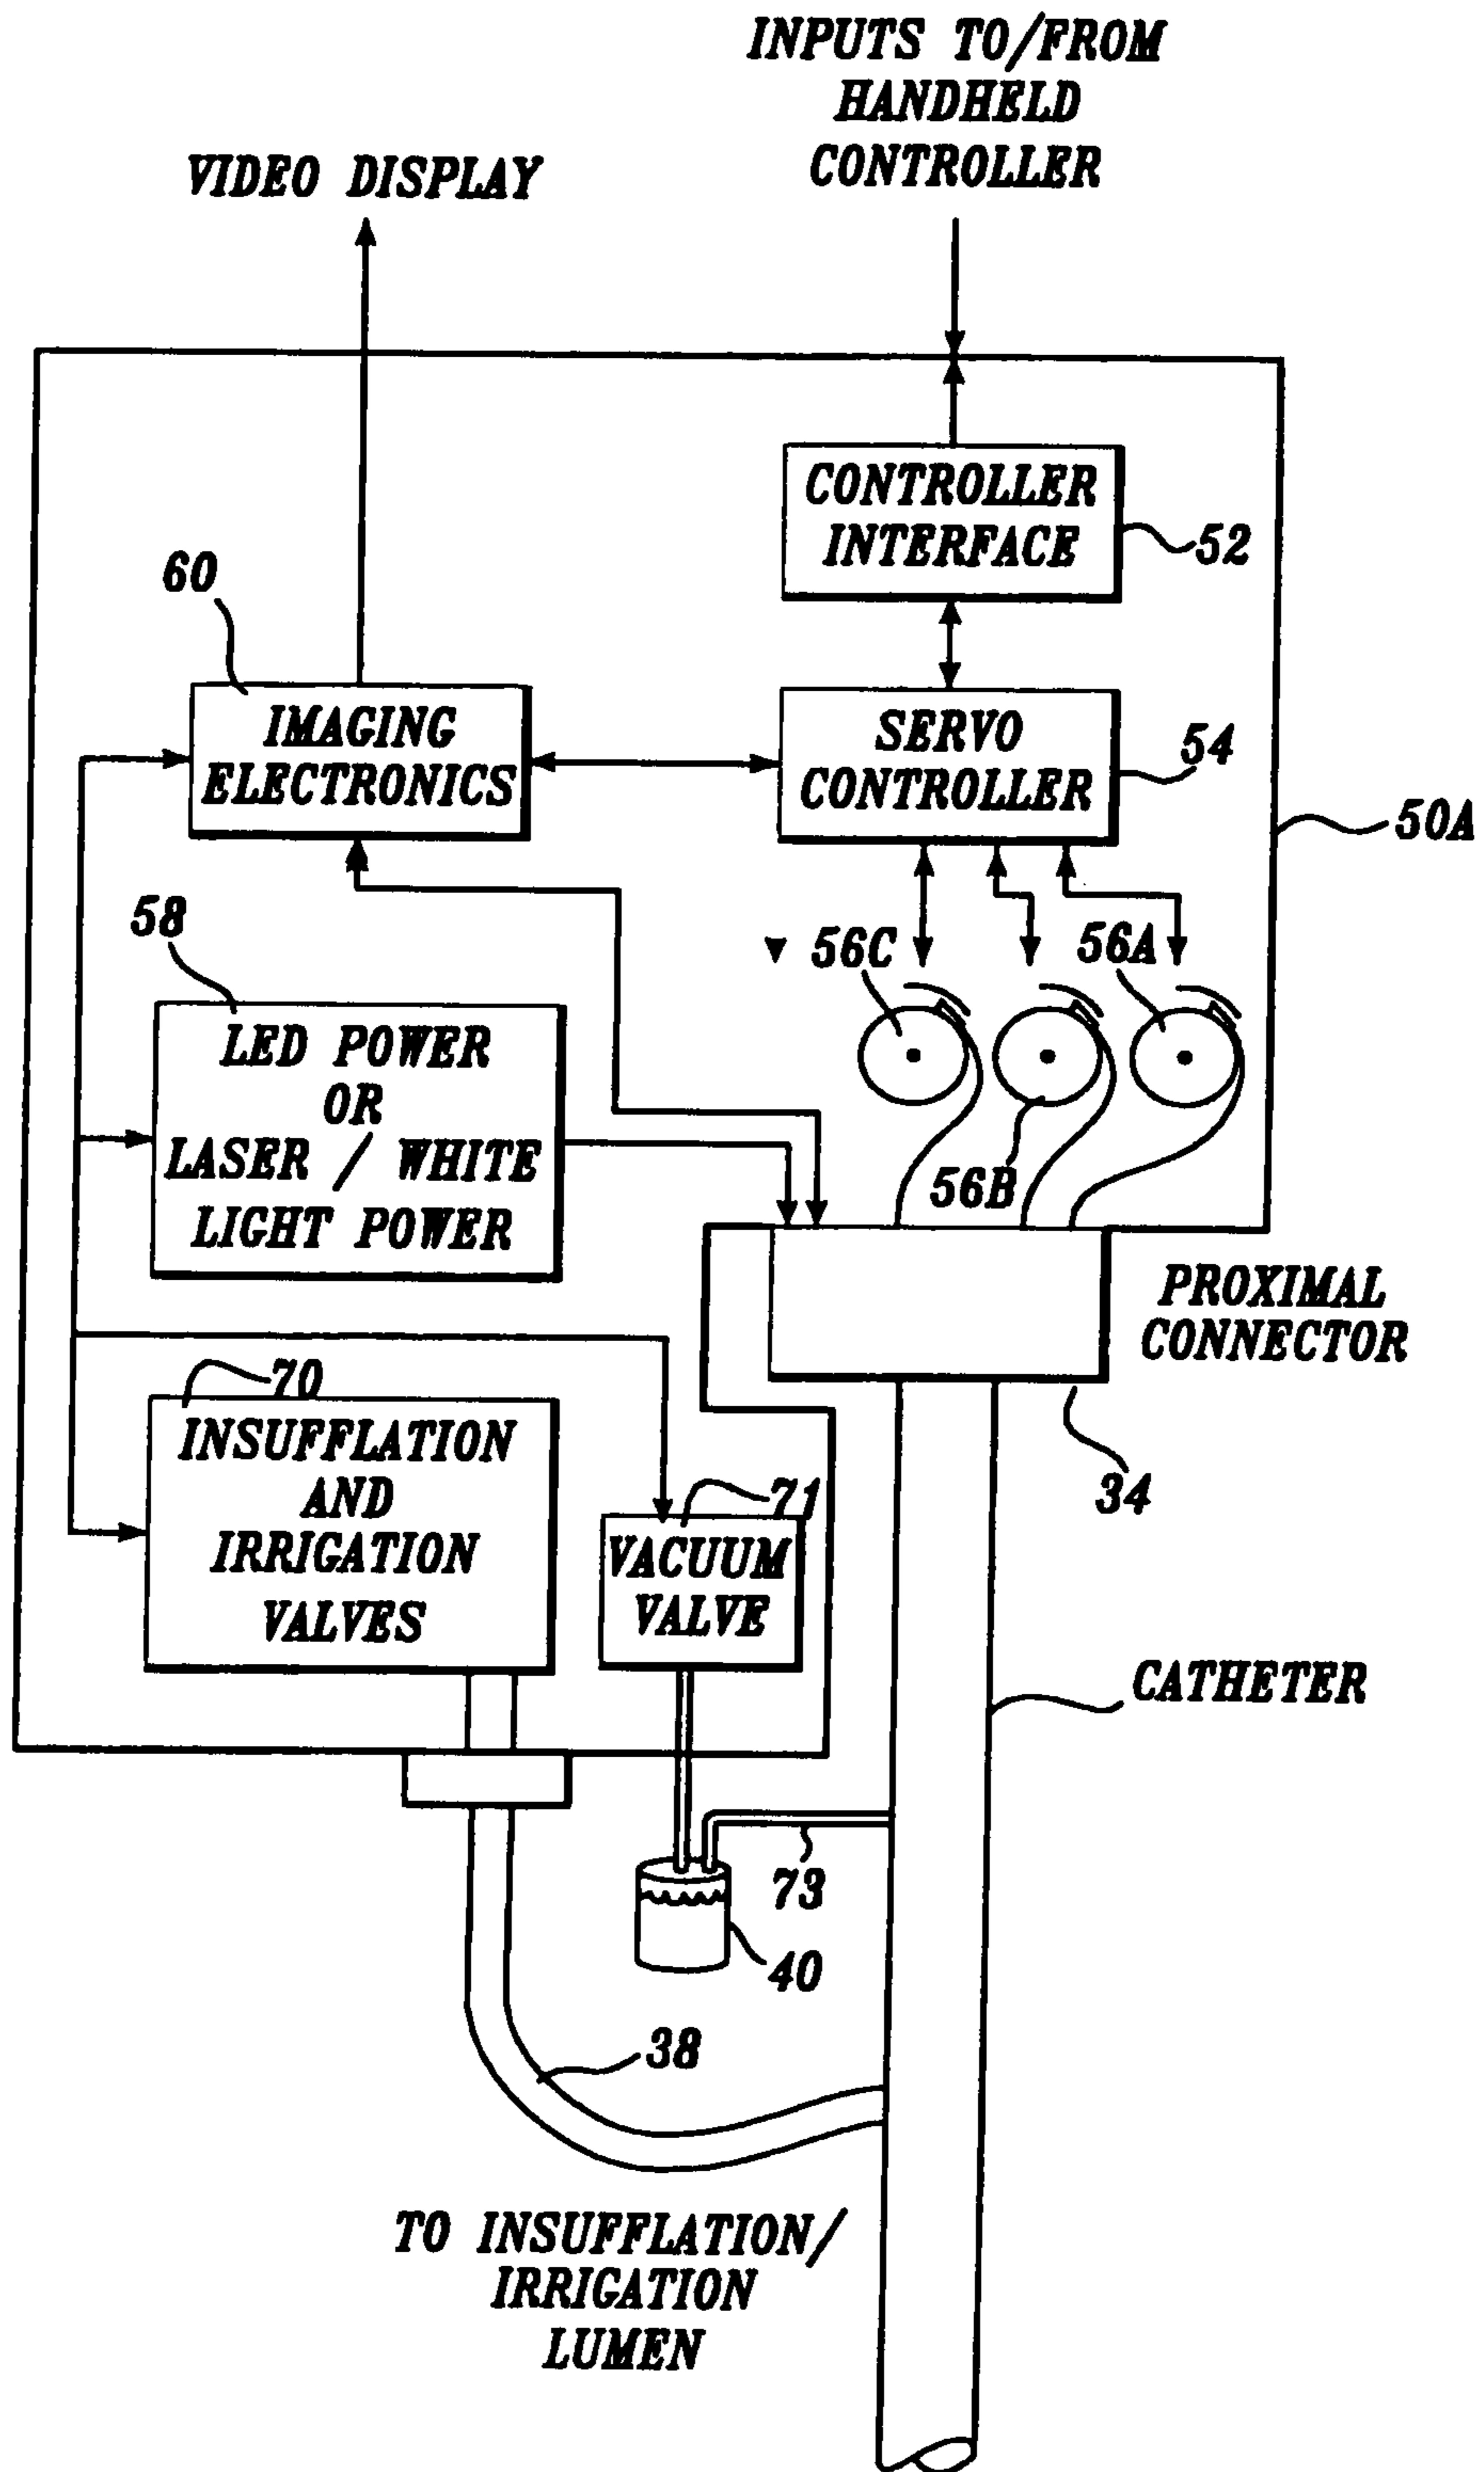 INPUTS TO/FROM
HANDHELD
CONTROLLER
VIDEO DISPLAY
CONTROLLER
INTERFACE
52
60
IMAGING
ELECTRONICS
SERVO
CONTROLLER
54
50A
58
56C
56A
LED POWER
OR
LASER / WHITE
LIGHT POWER
56B
PROXIMAL
CONNECTOR
70
INSUFFLATION
AND
IRRIGATION
VALVES
34
71
VACUUM
VALVE
CATHETER
73
40
38
TO INSUFFLATION/
IRRIGATION
LUMEN